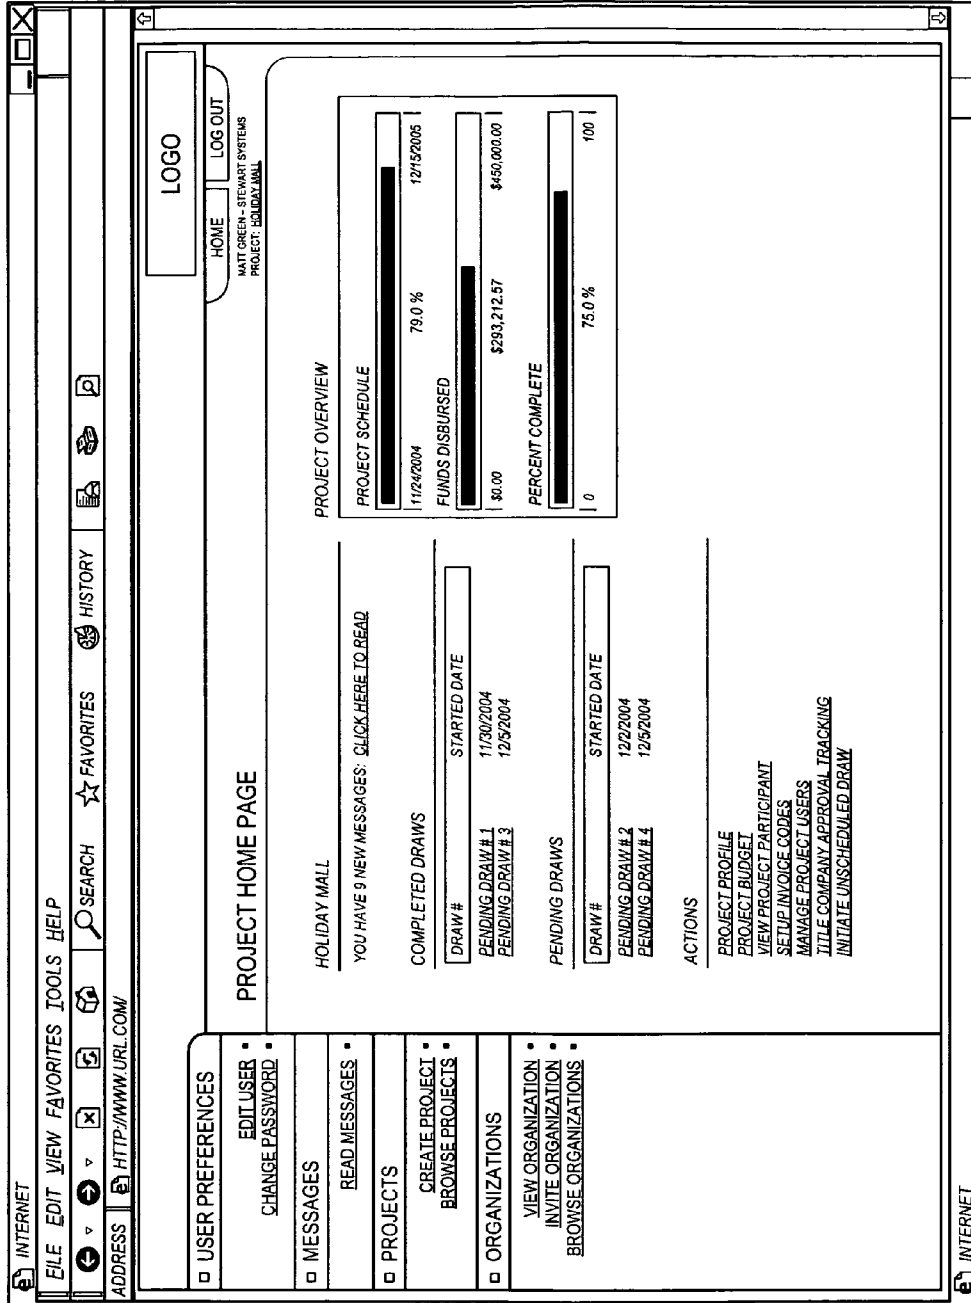 INTERNET
FILE EDIT VIEW FAVORITES TOOLS HELP
SEARCH FAVORITES HISTORY
ADDRESS HTTP://WWW.URL.COM/
LOGO
HOME LOG OUT
MATT GREEN – STEWART SYSTEMS
PROJECT: HOLIDAY MALL
USER PREFERENCES
EDIT USER
CHANGE PASSWORD
MESSAGES
READ MESSAGES
PROJECTS
CREATE PROJECT
BROWSE PROJECTS
ORGANIZATIONS
VIEW ORGANIZATION
INVITE ORGANIZATION
BROWSE ORGANIZATIONS
PROJECT HOME PAGE
HOLIDAY MALL
YOU HAVE 9 NEW MESSAGES: CLICK HERE TO READ
COMPLETED DRAWS
DRAW # STARTED DATE
PENDING DRAW # 1 11/30/2004
PENDING DRAW # 3 12/5/2004
PENDING DRAWS
DRAW # STARTED DATE
PENDING DRAW # 2 12/2/2004
PENDING DRAW # 4 12/5/2004
ACTIONS
PROJECT PROFILE
PROJECT BUDGET
VIEW PROJECT PARTICIPANT
SETUP INVOICE CODES
MANAGE PROJECT USERS
TITLE COMPANY APPROVAL TRACKING
INITIATE UNSCHEDULED DRAW
PROJECT OVERVIEW
PROJECT SCHEDULE
11/24/2004 79.0 % 12/15/2005
FUNDS DISBURSED
$0.00 $293,212.57 $450,000.00
PERCENT COMPLETE
0 75.0 % 100
INTERNET